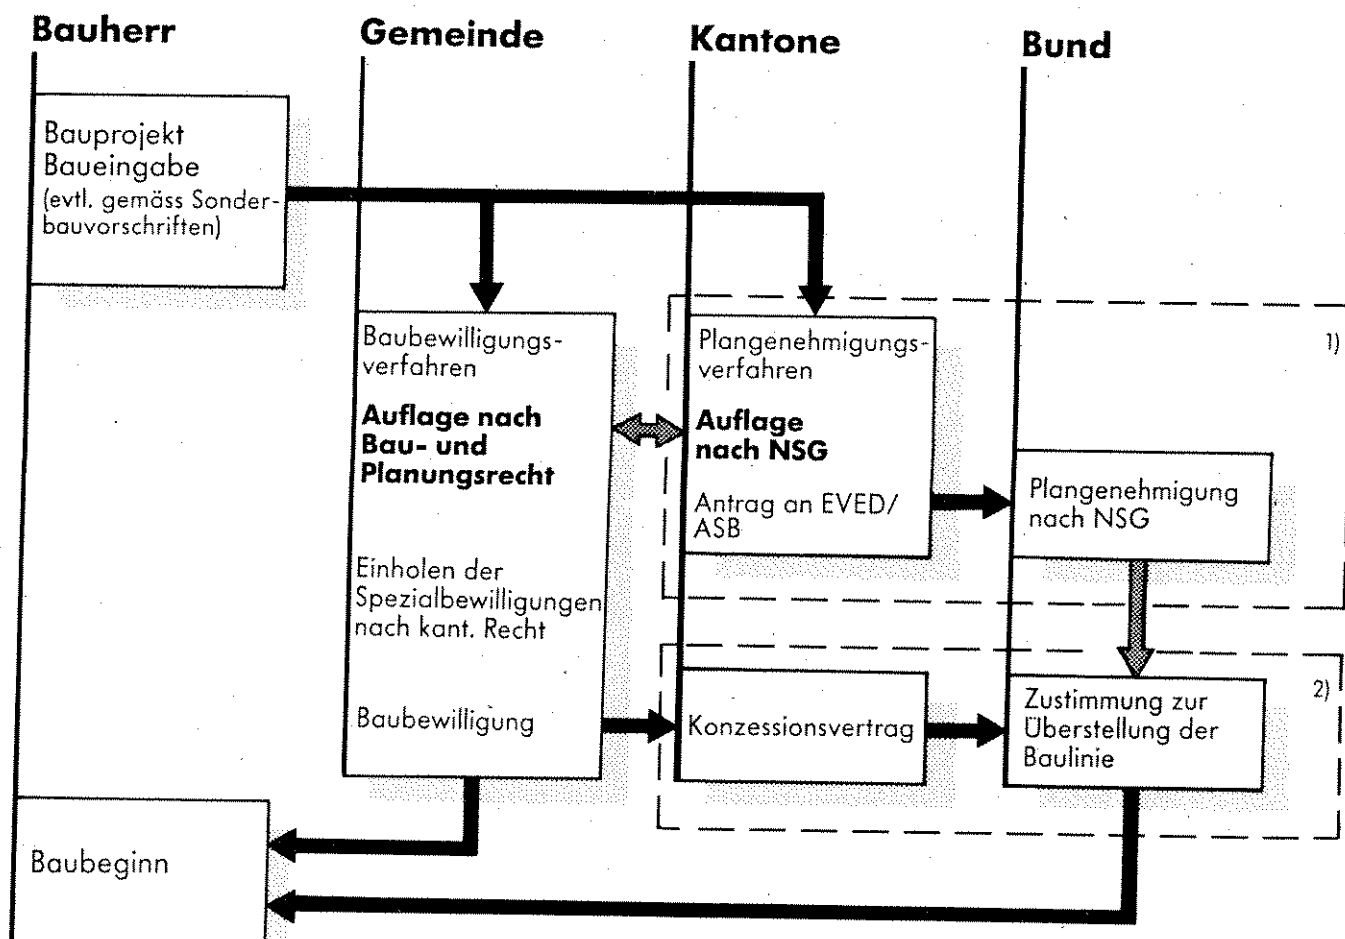 Bauherr
Gemeinde
Kantone
Bund
Bauprojekt
Baueingabe
(evtl. gemäss Sonder-
bauvorschriften)
Baubewilligungs-
verfahren
Auflage nach
Bau- und
Planungsrecht
Einholen der
Spezialbewilligungen
nach kant. Recht
Baubewilligung
Plangenehmigungs-
verfahren
Auflage
nach NSG
Antrag an EVED/
ASB
1)
Plangenehmigung
nach NSG
Konzessionsvertrag
2)
Zustimmung zur
Überstellung der
Baulinie
Baubeginn